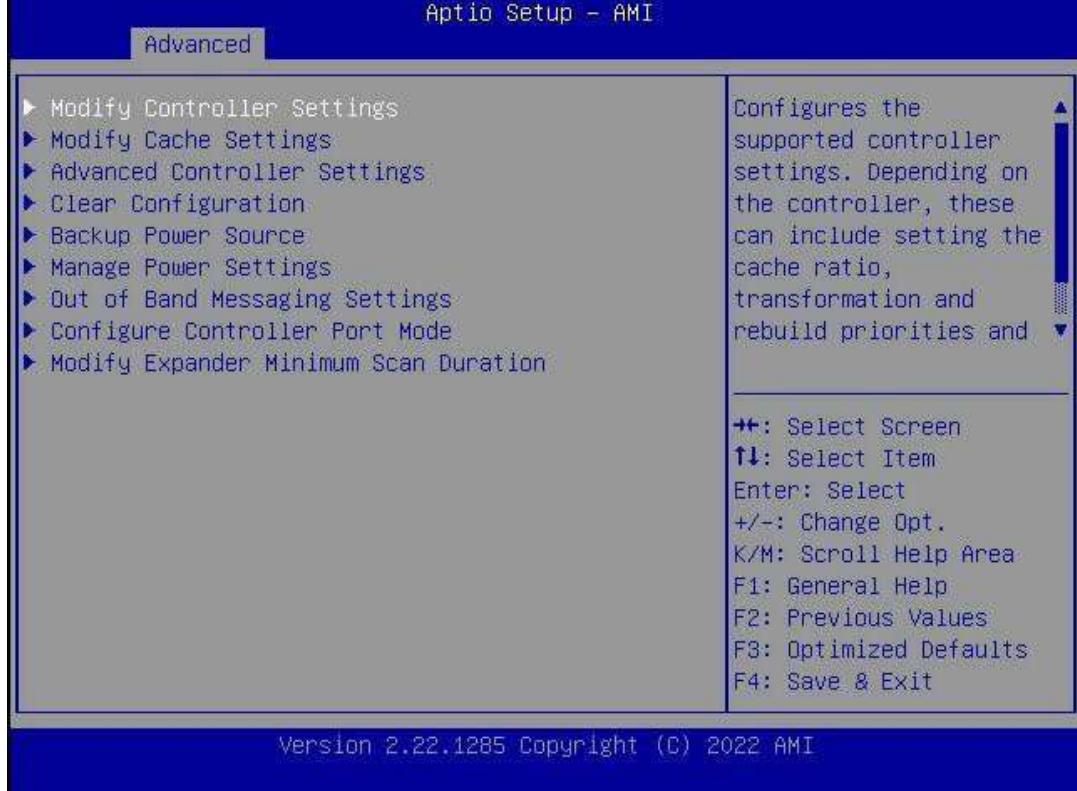 Aptio Setup – AMI
Advanced
▶ Modify Controller Settings
▶ Modify Cache Settings
▶ Advanced Controller Settings
▶ Clear Configuration
▶ Backup Power Source
▶ Manage Power Settings
▶ Out of Band Messaging Settings
▶ Configure Controller Port Mode
▶ Modify Expander Minimum Scan Duration
Configures the
supported controller
settings. Depending on
the controller, these
can include setting the
cache ratio,
transformation and
rebuild priorities and
→←: Select Screen
↑↓: Select Item
Enter: Select
+/-: Change Opt.
K/M: Scroll Help Area
F1: General Help
F2: Previous Values
F3: Optimized Defaults
F4: Save & Exit
Version 2.22.1285 Copyright (C) 2022 AMI